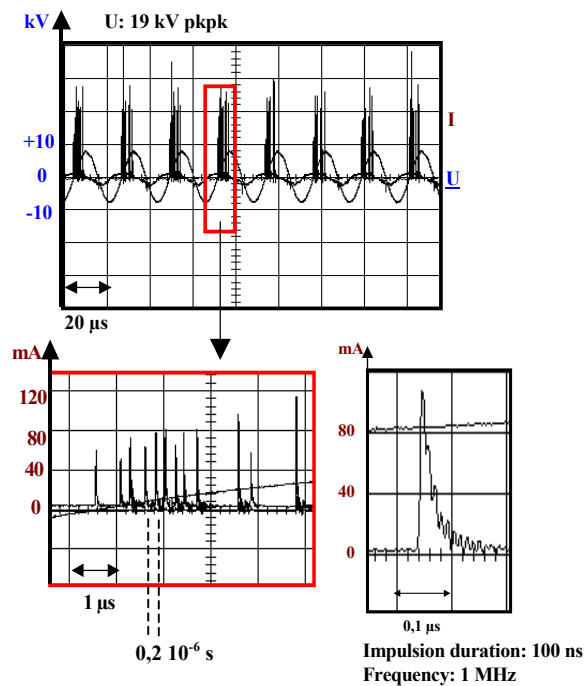 kV
U: 19 kV pkpk
I
+10
0
U
-10
20 µs
mA
120
80
40
0
1 µs
0,2 10⁻⁶ s
mA
80
40
0
0,1 µs
Impulsion duration: 100 ns
Frequency: 1 MHz